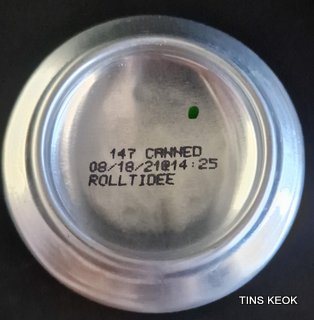 147 CANNED
08/18/21@14:25
ROLLTIDEE
TINS KEOK